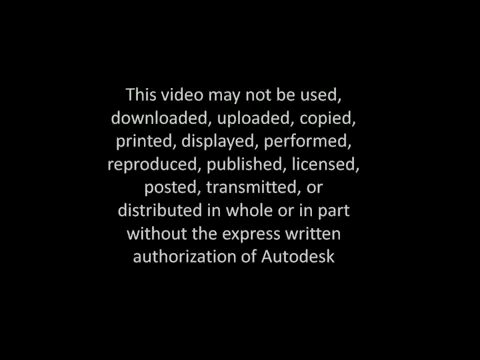 This video may not be used,
downloaded, uploaded, copied,
printed, displayed, performed,
reproduced, published, licensed,
posted, transmitted, or
distributed in whole or in part
without the express written
authorization of Autodesk